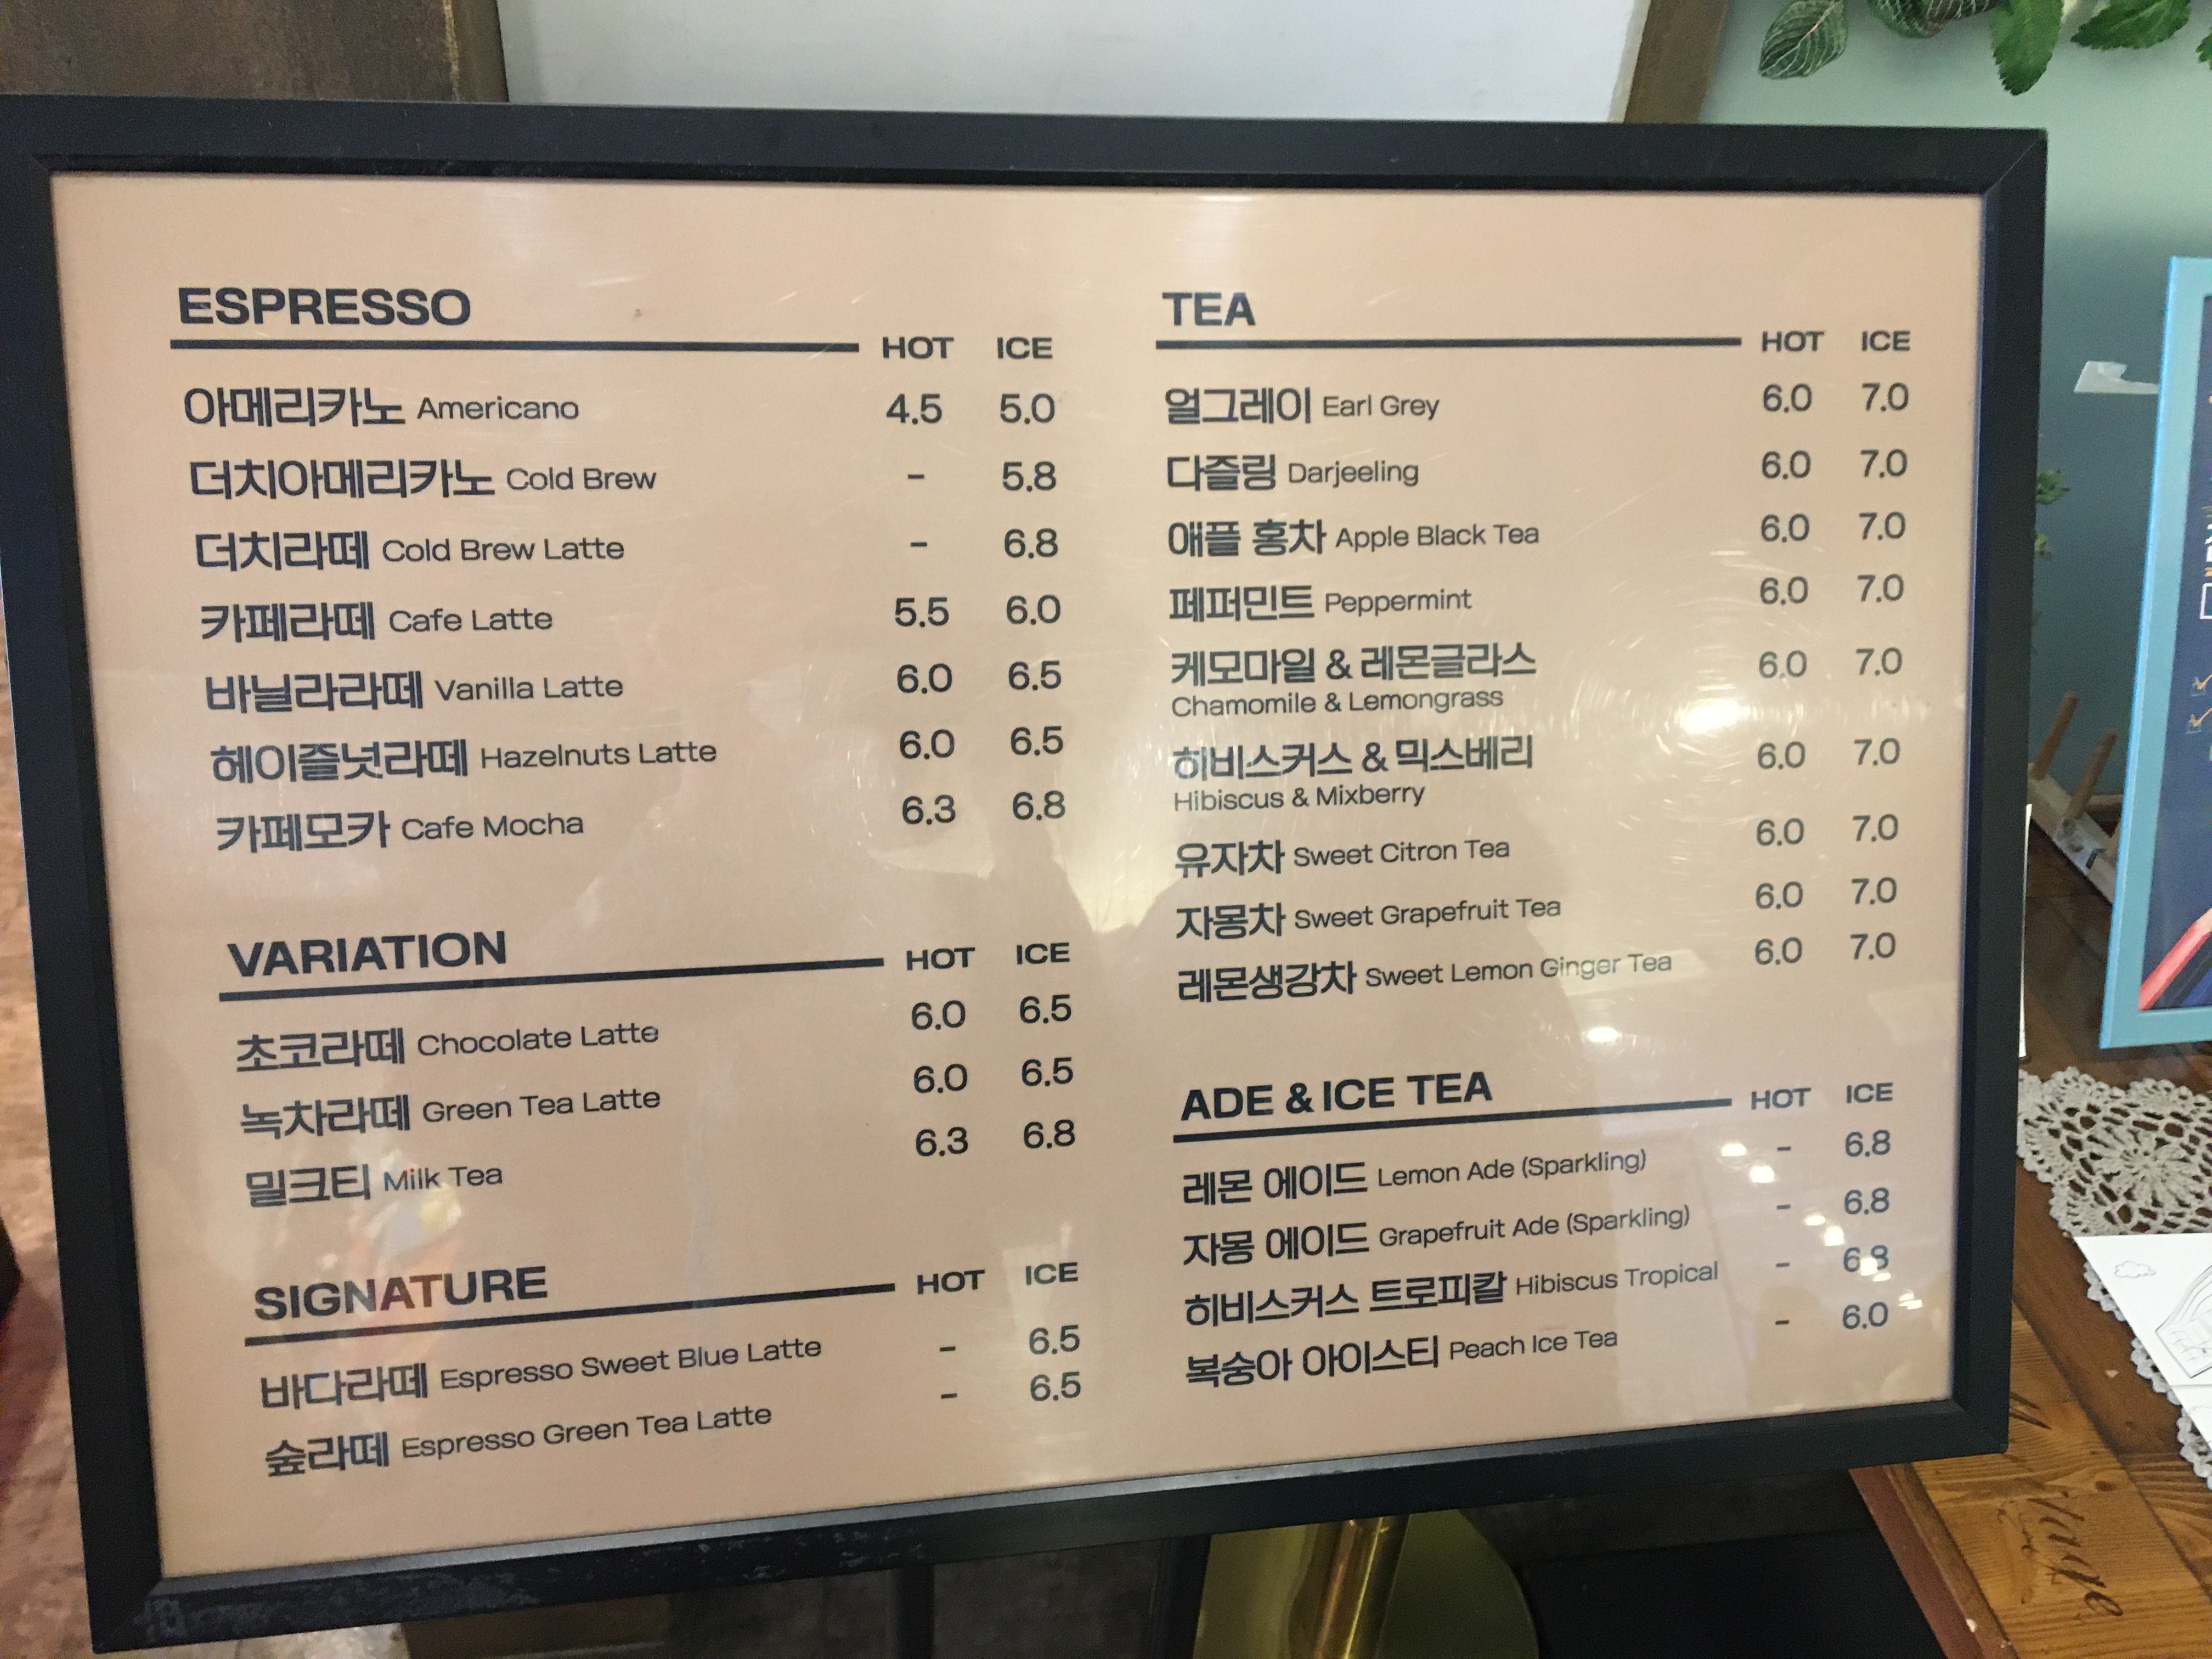 ESPRESSO
HOT ICE
아메리카노 Americano 4.5 5.0
더치아메리카노 Cold Brew - 5.8
더치라떼 Cold Brew Latte - 6.8
카페라떼 Cafe Latte 5.5 6.0
바닐라라떼 Vanilla Latte 6.0 6.5
헤이즐넛라떼 Hazelnuts Latte 6.0 6.5
카페모카 Cafe Mocha 6.3 6.8
VARIATION
HOT ICE
초코라떼 Chocolate Latte 6.0 6.5
녹차라떼 Green Tea Latte 6.0 6.5
밀크티 Milk Tea 6.3 6.8
SIGNATURE
HOT ICE
바다라떼 Espresso Sweet Blue Latte - 6.5
숲라떼 Espresso Green Tea Latte - 6.5
TEA
HOT ICE
얼그레이 Earl Grey 6.0 7.0
다즐링 Darjeeling 6.0 7.0
애플 홍차 Apple Black Tea 6.0 7.0
페퍼민트 Peppermint 6.0 7.0
케모마일 & 레몬글라스 6.0 7.0
Chamomile & Lemongrass
히비스커스 & 믹스베리 6.0 7.0
Hibiscus & Mixberry
유자차 Sweet Citron Tea 6.0 7.0
자몽차 Sweet Grapefruit Tea 6.0 7.0
레몬생강차 Sweet Lemon Ginger Tea 6.0 7.0
ADE & ICE TEA
HOT ICE
레몬 에이드 Lemon Ade (Sparkling) - 6.8
자몽 에이드 Grapefruit Ade (Sparkling) - 6.8
히비스커스 트로피칼 Hibiscus Tropical - 6.8
복숭아 아이스티 Peach Ice Tea - 6.0